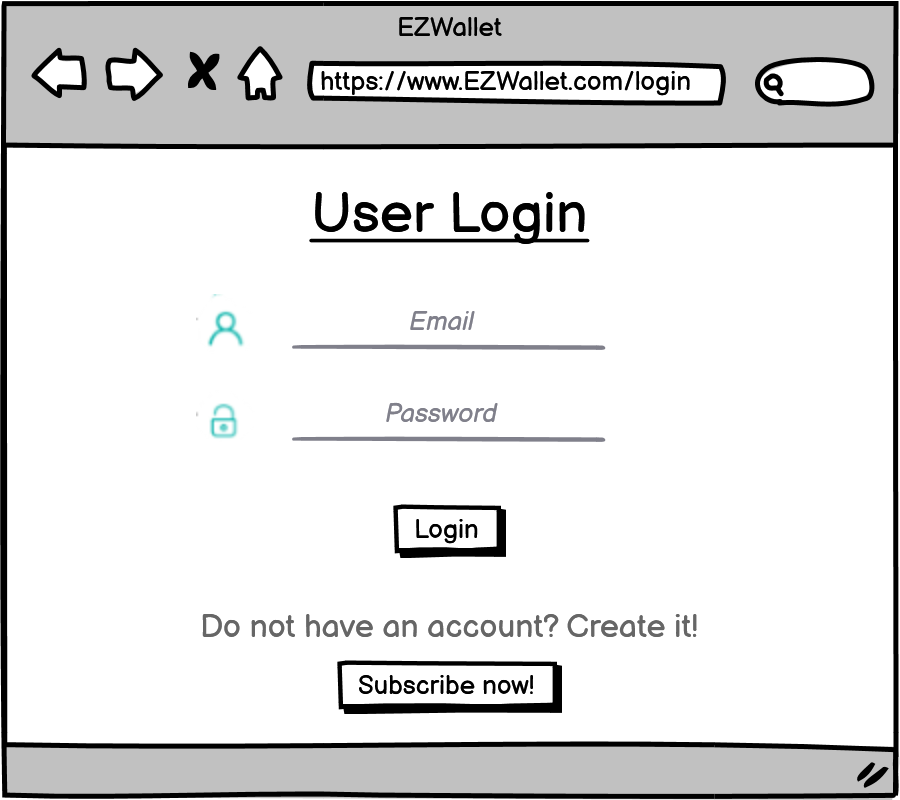 EZWallet
https://www.EZWallet.com/login
User Login
Email
Password
Login
Do not have an account? Create it!
Subscribe now!